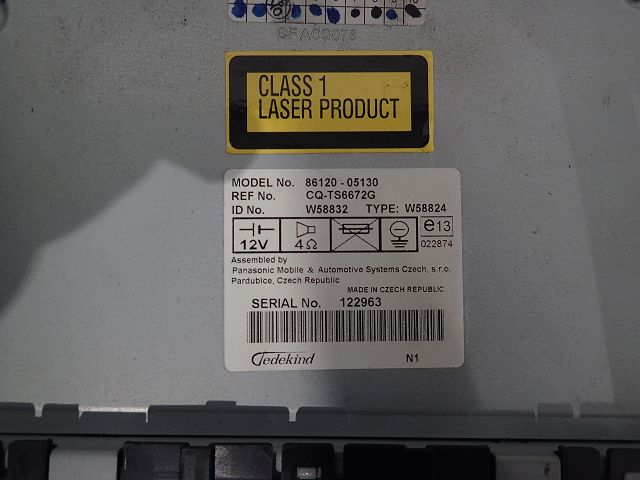 CFA00078
CLASS 1
LASER PRODUCT
MODEL No. 86120 - 05130
REF No. CQ-TS6672G
ID No. W58832 TYPE: W58824
12V 4Ω e13
022874
Assembled by
Panasonic Mobile & Automotive Systems Czech, s.r.o.
Pardubice, Czech Republic
MADE IN CZECH REPUBLIC
SERIAL No. 122963
Tedekind N1